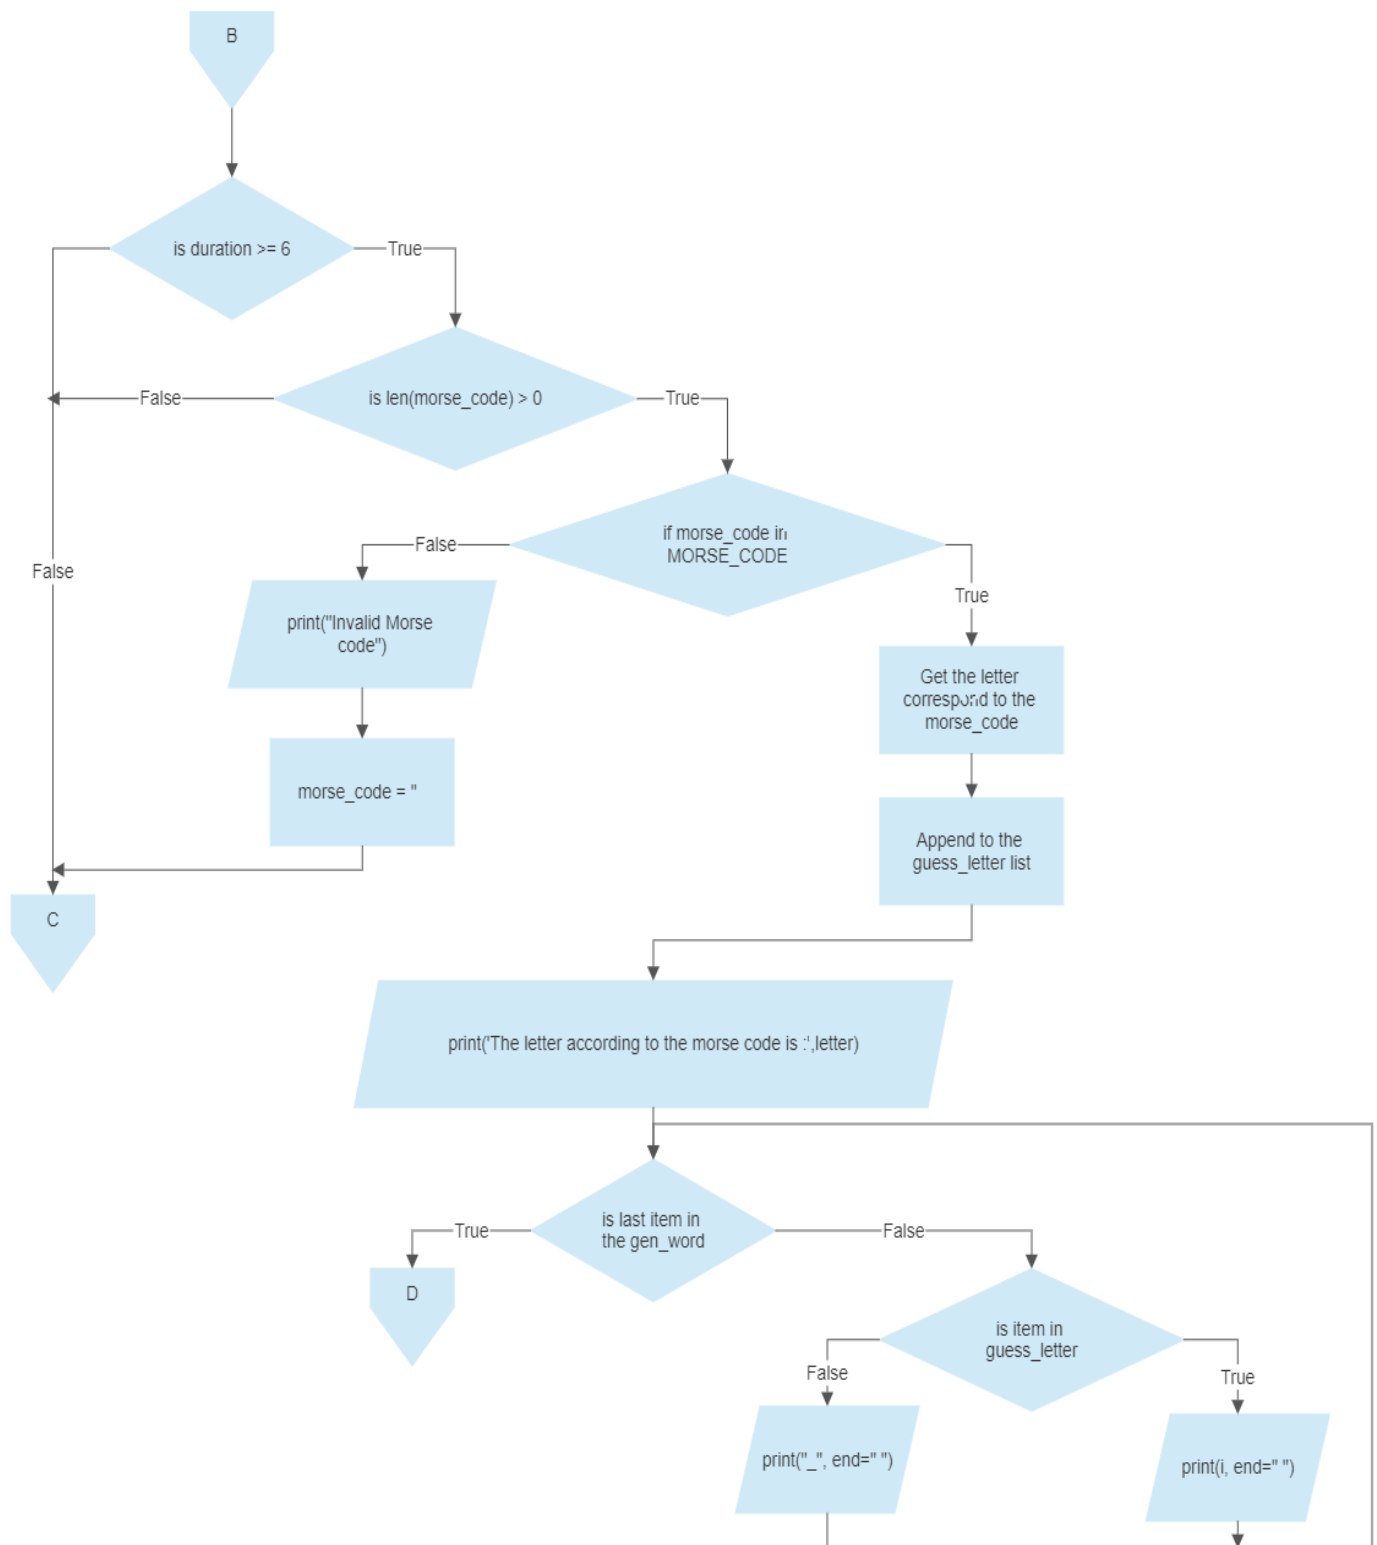 B
is duration >= 6
True
is len(morse_code) > 0
False
True
if morse_code in
MORSE_CODE
False
True
False
print("Invalid Morse
code")
Get the letter
correspond to the
morse_code
morse_code = "
Append to the
guess_letter list
C
print('The letter according to the morse code is :',letter)
is last item in
the gen_word
True
False
D
is item in
guess_letter
False
True
print("_", end=" ")
print(i, end=" ")